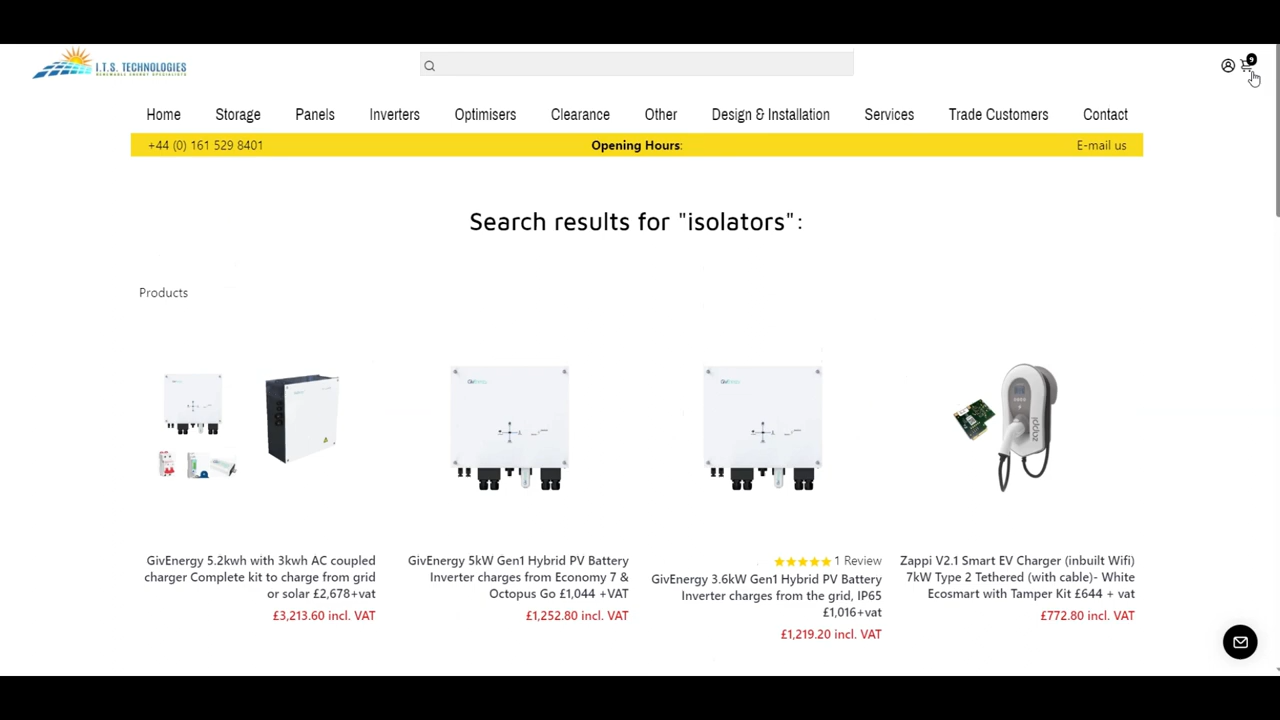 I.T.S. TECHNOLOGIES
RENEWABLE ENERGY SPECIALISTS
9
Home Storage Panels Inverters Optimisers Clearance Other Design & Installation Services Trade Customers Contact
+44 (0) 161 529 8401 Opening Hours: E-mail us
Search results for "isolators":
Products
zappi
GivEnergy 5.2kwh with 3kwh AC coupled
charger Complete kit to charge from grid
or solar £2,678+vat
£3,213.60 incl. VAT
GivEnergy 5kW Gen1 Hybrid PV Battery
Inverter charges from Economy 7 &
Octopus Go £1,044 +VAT
£1,252.80 incl. VAT
1 Review
GivEnergy 3.6kW Gen1 Hybrid PV Battery
Inverter charges from the grid, IP65
£1,016+vat
£1,219.20 incl. VAT
Zappi V2.1 Smart EV Charger (inbuilt Wifi)
7kW Type 2 Tethered (with cable)- White
Ecosmart with Tamper Kit £644 + vat
£772.80 incl. VAT